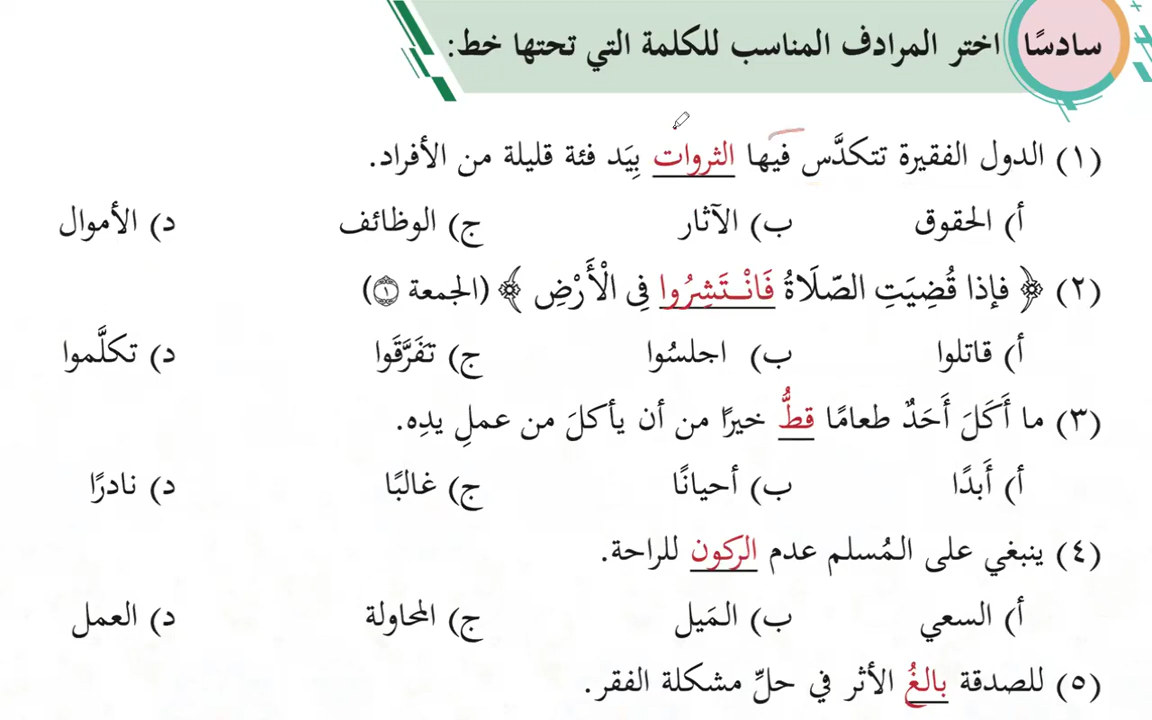 سادسًا اختر المرادف المناسب للكلمة التي تحتها خط:
(١) الدول الفقيرة تتكدَّس فيها الثروات بِيَد فئة قليلة من الأفراد.
أ) الحقوق ب) الآثار ج) الوظائف د) الأموال
(٢) ﴿ فإذا قُضِيَتِ الصّلَاةُ فَانْتَشِرُوا فِى الْأَرْضِ ﴾ (الجمعة ١)
أ) قاتلوا ب) اجلسُوا ج) تفَرَّقَوا د) تكلَّموا
(٣) ما أَكَلَ أَحَدٌ طعامًا قطُّ خيرًا من أن يأكلَ من عملِ يدِه.
أ) أَبدًا ب) أحيانًا ج) غالبًا د) نادرًا
(٤) ينبغي على المُسلم عدم الركون للراحة.
أ) السعي ب) المَيل ج) المحاولة د) العمل
(٥) للصدقة بالغُ الأثر في حلِّ مشكلة الفقر.